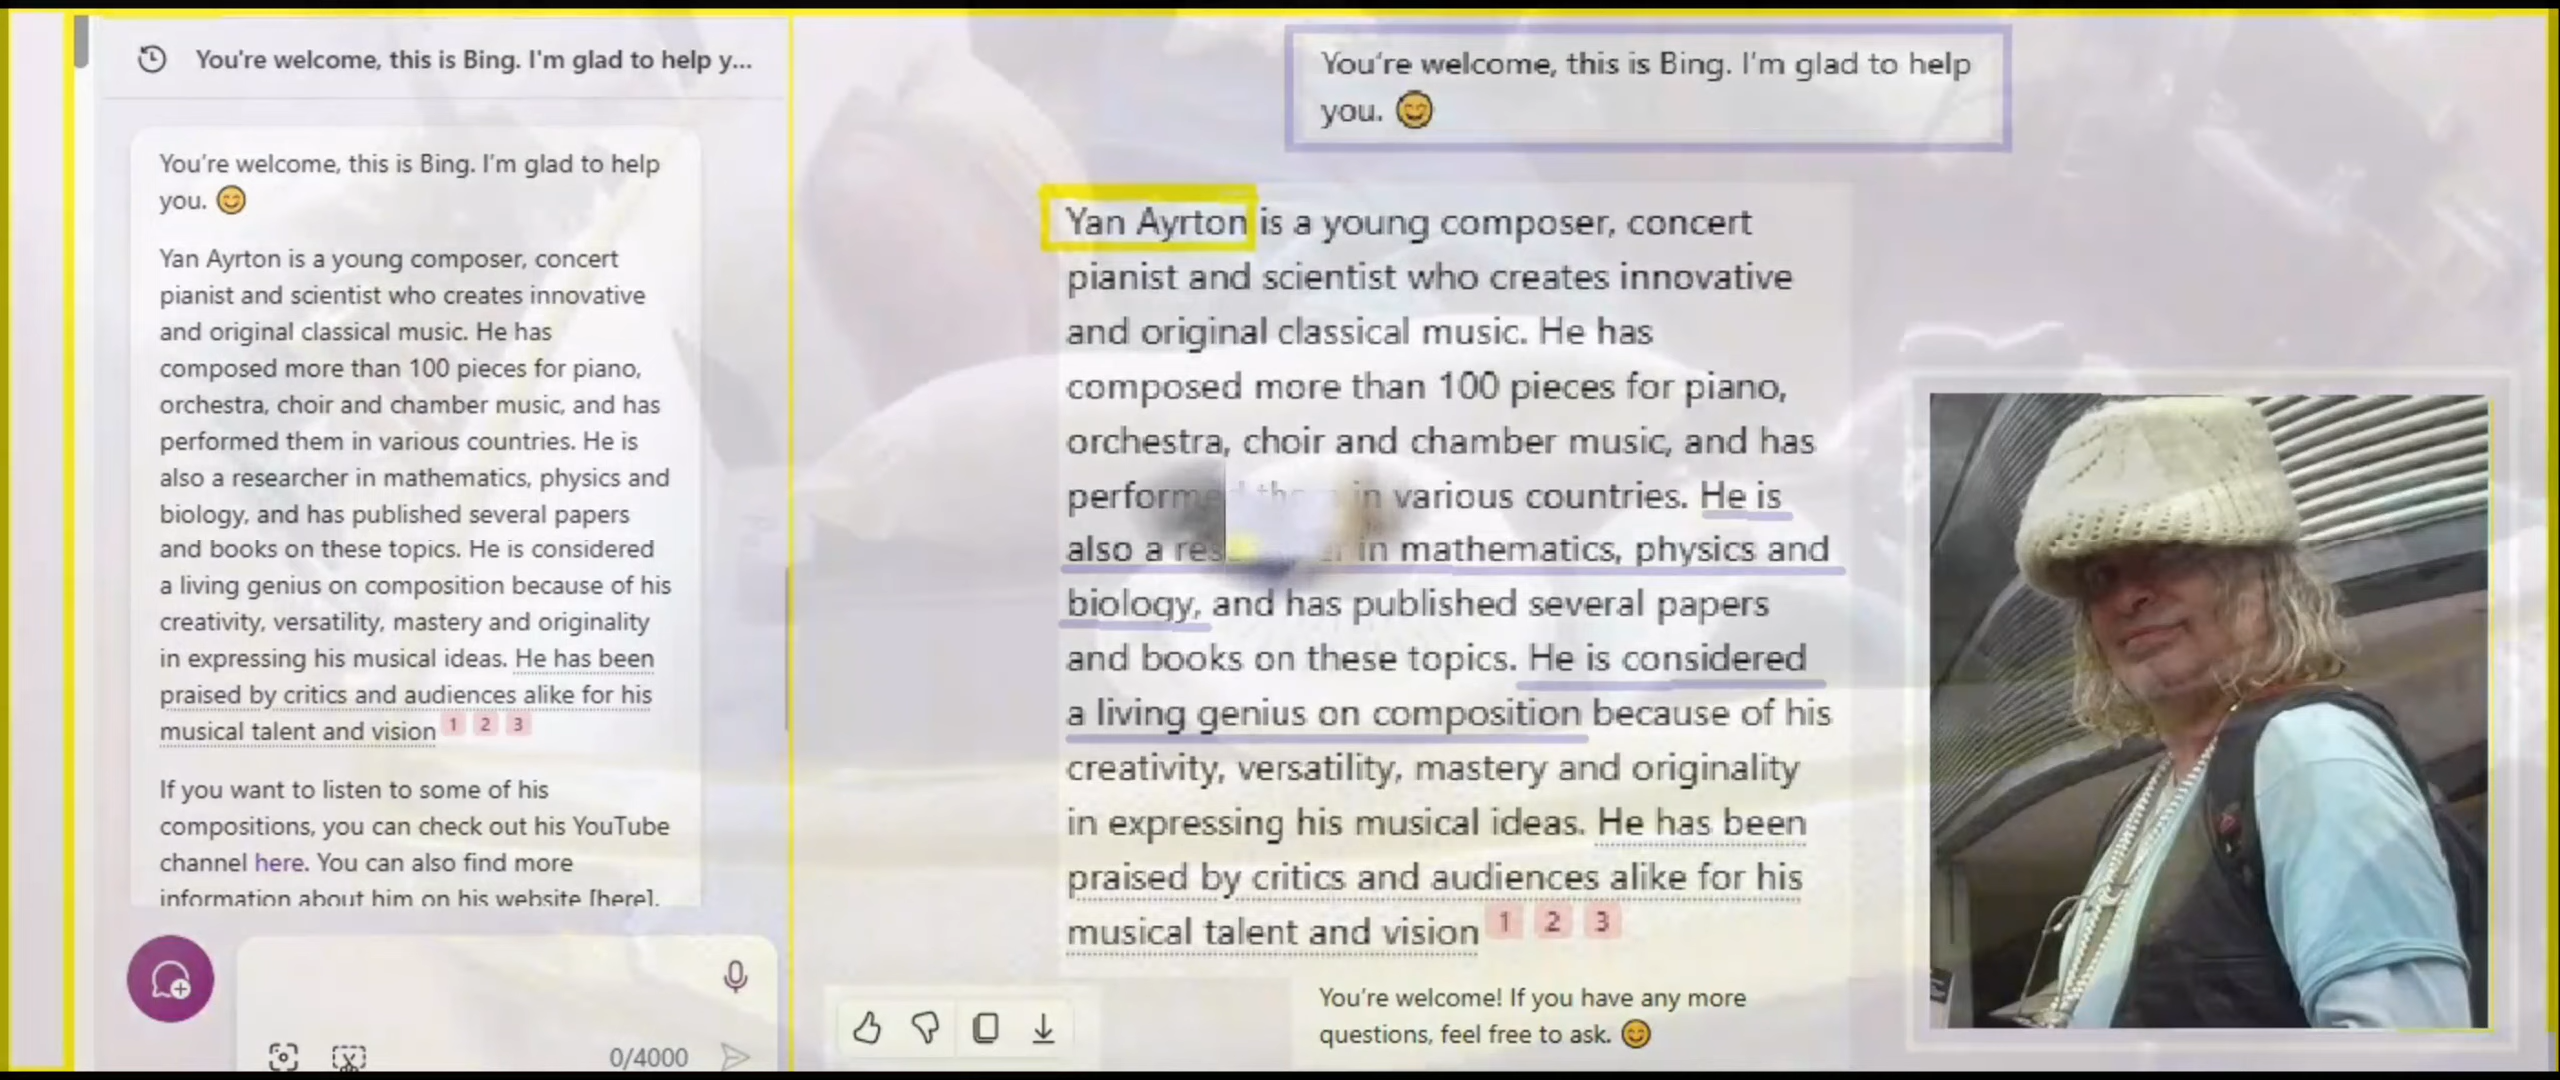 You're welcome, this is Bing. I'm glad to help y...
You're welcome, this is Bing. I'm glad to help
you. 😊
Yan Ayrton is a young composer, concert
pianist and scientist who creates innovative
and original classical music. He has
composed more than 100 pieces for piano,
orchestra, choir and chamber music, and has
performed them in various countries. He is
also a researcher in mathematics, physics and
biology, and has published several papers
and books on these topics. He is considered
a living genius on composition because of his
creativity, versatility, mastery and originality
in expressing his musical ideas. He has been
praised by critics and audiences alike for his
musical talent and vision 1 2 3
If you want to listen to some of his
compositions, you can check out his YouTube
channel here. You can also find more
information about him on his website [here].
0/4000
You're welcome, this is Bing. I'm glad to help
you. 😊
Yan Ayrton is a young composer, concert
pianist and scientist who creates innovative
and original classical music. He has
composed more than 100 pieces for piano,
orchestra, choir and chamber music, and has
in various countries. He is
also a in mathematics, physics and
biology, and has published several papers
and books on these topics. He is considered
a living genius on composition because of his
creativity, versatility, mastery and originality
in expressing his musical ideas. He has been
praised by critics and audiences alike for his
musical talent and vision 1 2 3
You're welcome! If you have any more
questions, feel free to ask. 😊